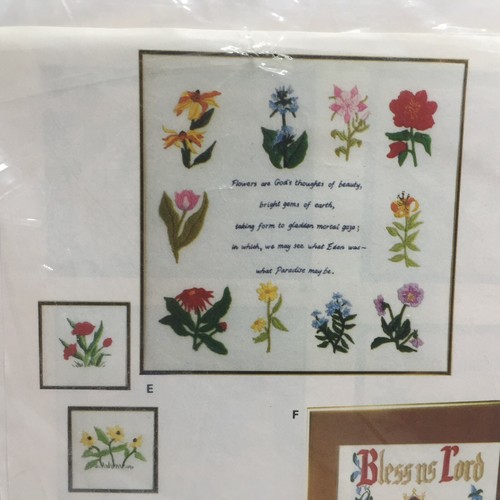 Flowers are God's thoughts of beauty,
bright gems of earth,
taking form to gladden mortal gaze;
in which, we may see what Eden was—
what Paradise may be.
E
F
Bless us Lord